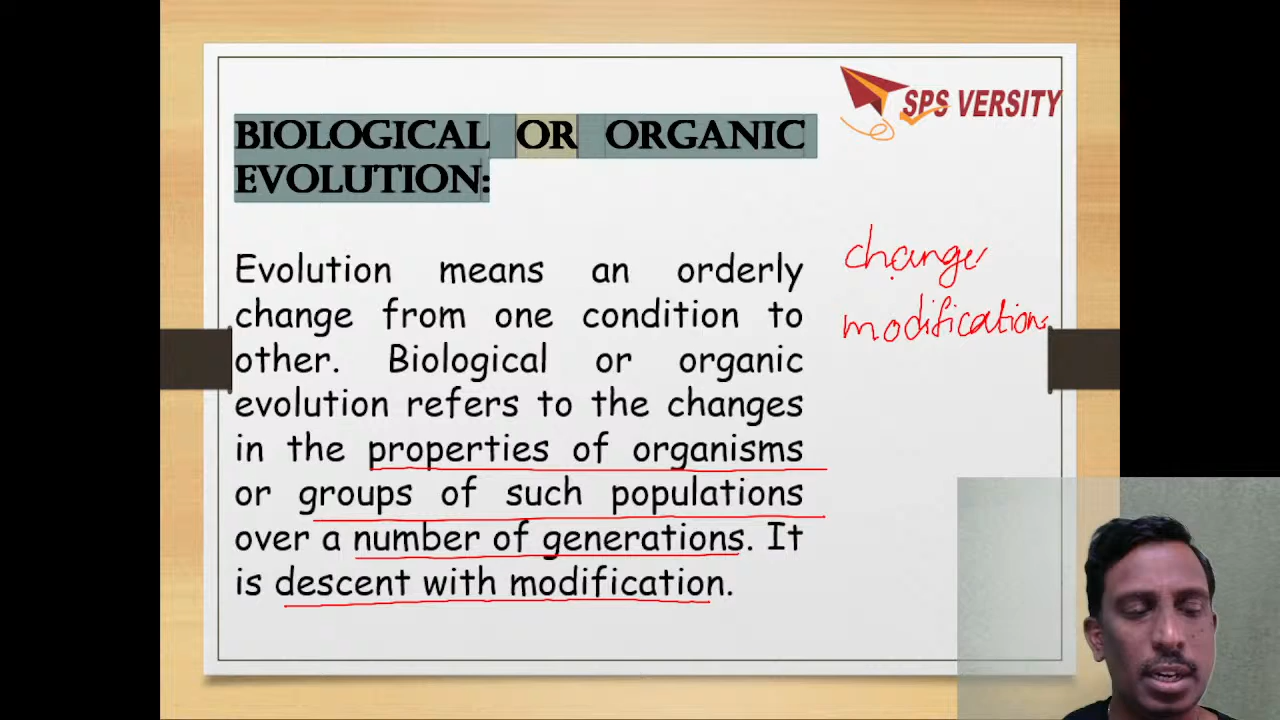 SPS VERSITY
BIOLOGICAL OR ORGANIC
EVOLUTION:
Evolution means an orderly
change from one condition to
other. Biological or organic
evolution refers to the changes
in the properties of organisms
or groups of such populations
over a number of generations. It
is descent with modification.
change
modifications